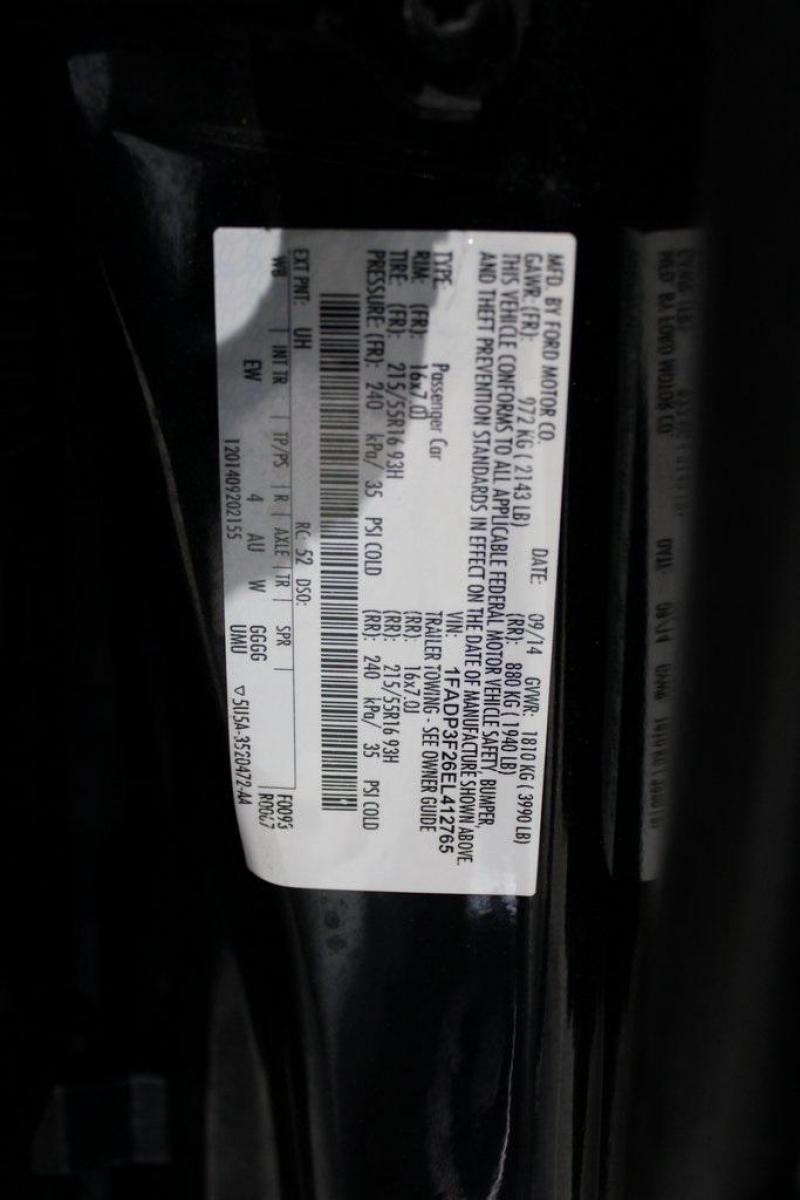 MFD. BY FORD MOTOR CO.
DATE: 09/14 GVWR: 1810 KG ( 3990 LB)
GAWR: (FR): 972 KG ( 2143 LB) (RR): 880 KG ( 1940 LB)
THIS VEHICLE CONFORMS TO ALL APPLICABLE FEDERAL MOTOR VEHICLE SAFETY, BUMPER,
AND THEFT PREVENTION STANDARDS IN EFFECT ON THE DATE OF MANUFACTURE SHOWN ABOVE.
VIN: 1FADP3F26EL412765
TYPE: Passenger Car TRAILER TOWING - SEE OWNER GUIDE
RIM: (FR): 16x7.0J (RR): 16x7.0J
TIRE: (FR): 215/55R16 93H (RR): 215/55R16 93H
PRESSURE: (FR): 240 kPa/ 35 PSI COLD (RR): 240 kPa/ 35 PSI COLD
EXT PNT: UH RC: 52 DSO: F0093
WB | INT TR | TP/PS | R | AXLE | TR | SPR | R0067
EW 4 AU W GGGG
1201409202155 UMU ▽ 5U5A-3520472-AA